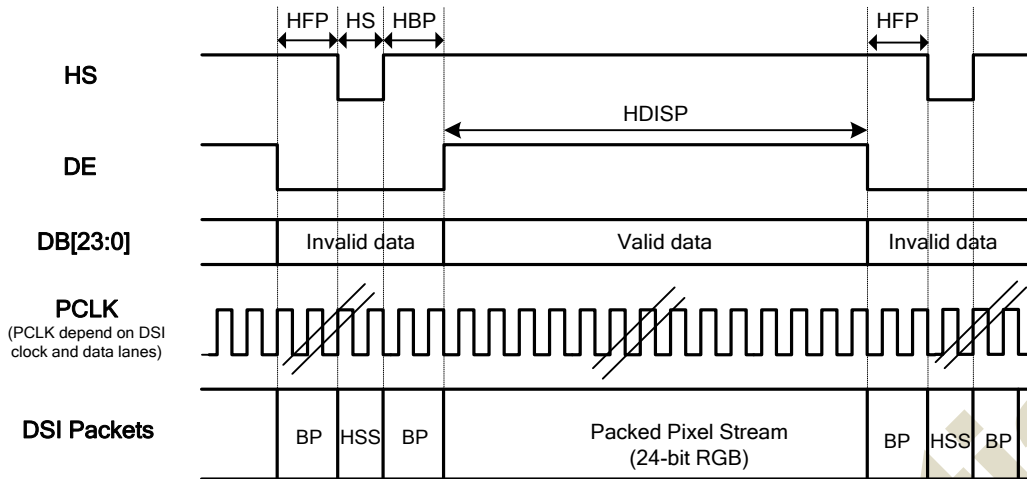 HFP HS HBP HFP
HS
HDISP
DE
DB[23:0] Invalid data Valid data Invalid data
PCLK
(PCLK depend on DSI
clock and data lanes)
DSI Packets BP HSS BP Packed Pixel Stream BP HSS BP
(24-bit RGB)